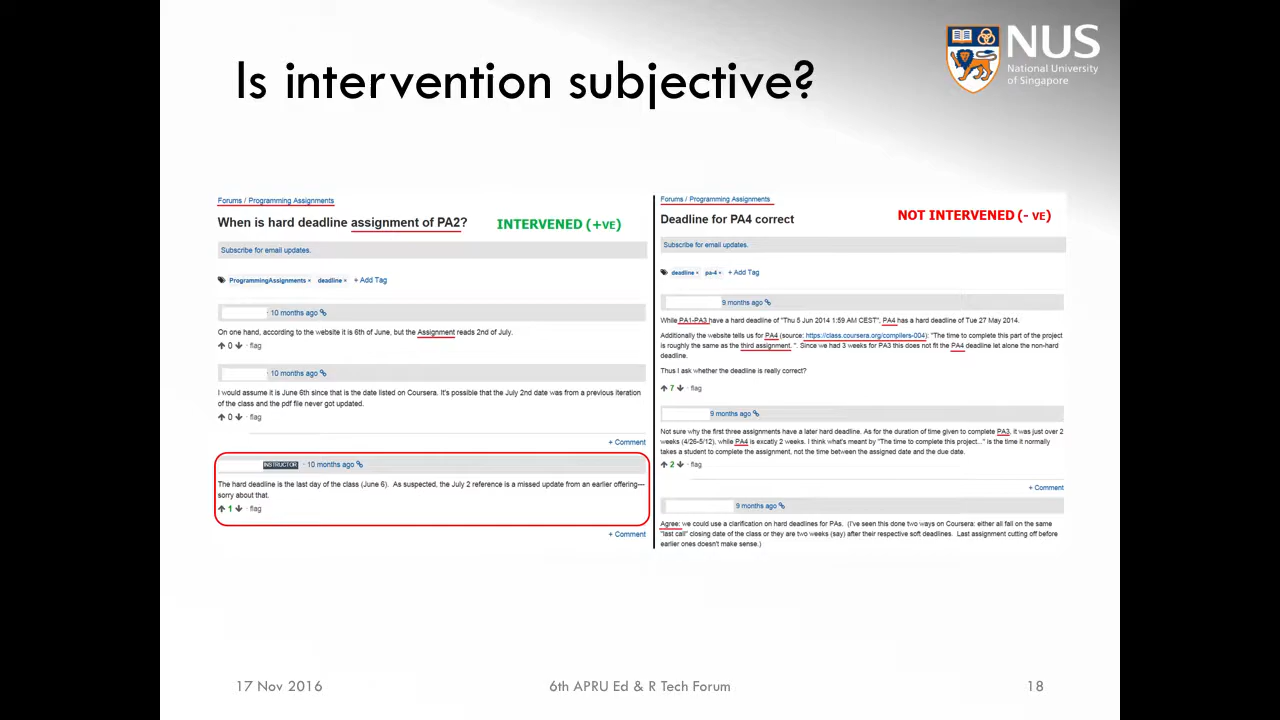 Is intervention subjective?
NUS
National University
of Singapore
Forums / Programming Assignments
When is hard deadline assignment of PA2?
INTERVENED (+VE)
Subscribe for email updates.
ProgrammingAssignments × deadline × + Add Tag
· 10 months ago
On one hand, according to the website it is 6th of June, but the Assignment reads 2nd of July.
0 · flag
· 10 months ago
I would assume it is June 6th since that is the date listed on Coursera. It's possible that the July 2nd date was from a previous iteration
of the class and the pdf file never got updated.
0 · flag
+ Comment
INSTRUCTOR · 10 months ago
The hard deadline is the last day of the class (June 6). As suspected, the July 2 reference is a missed update from an earlier offering—
sorry about that.
1 · flag
+ Comment
Forums / Programming Assignments
Deadline for PA4 correct
NOT INTERVENED (- VE)
Subscribe for email updates.
deadline × pa-4 × + Add Tag
9 months ago
While PA1-PA3 have a hard deadline of "Thu 5 Jun 2014 1:59 AM CEST", PA4 has a hard deadline of Tue 27 May 2014.
Additionally the website tells us for PA4 (source: https://class.coursera.org/compilers-004): "The time to complete this part of the project
is roughly the same as the third assignment. ". Since we had 3 weeks for PA3 this does not fit the PA4 deadline let alone the non-hard
deadline.
Thus I ask whether the deadline is really correct?
7 · flag
9 months ago
Not sure why the first three assignments have a later hard deadline. As for the duration of time given to complete PA3, it was just over 2
weeks (4/26-5/12), while PA4 is excatly 2 weeks. I think what's meant by "The time to complete this project..." is the time it normally
takes a student to complete the assignment, not the time between the assigned date and the due date.
2 · flag
+ Comment
9 months ago
Agree: we could use a clarification on hard deadlines for PAs. (I've seen this done two ways on Coursera: either all fall on the same
"last call" closing date of the class or they are two weeks (say) after their respective soft deadlines. Last assignment cutting off before
earlier ones doesn't make sense.)
17 Nov 2016
6th APRU Ed & R Tech Forum
18